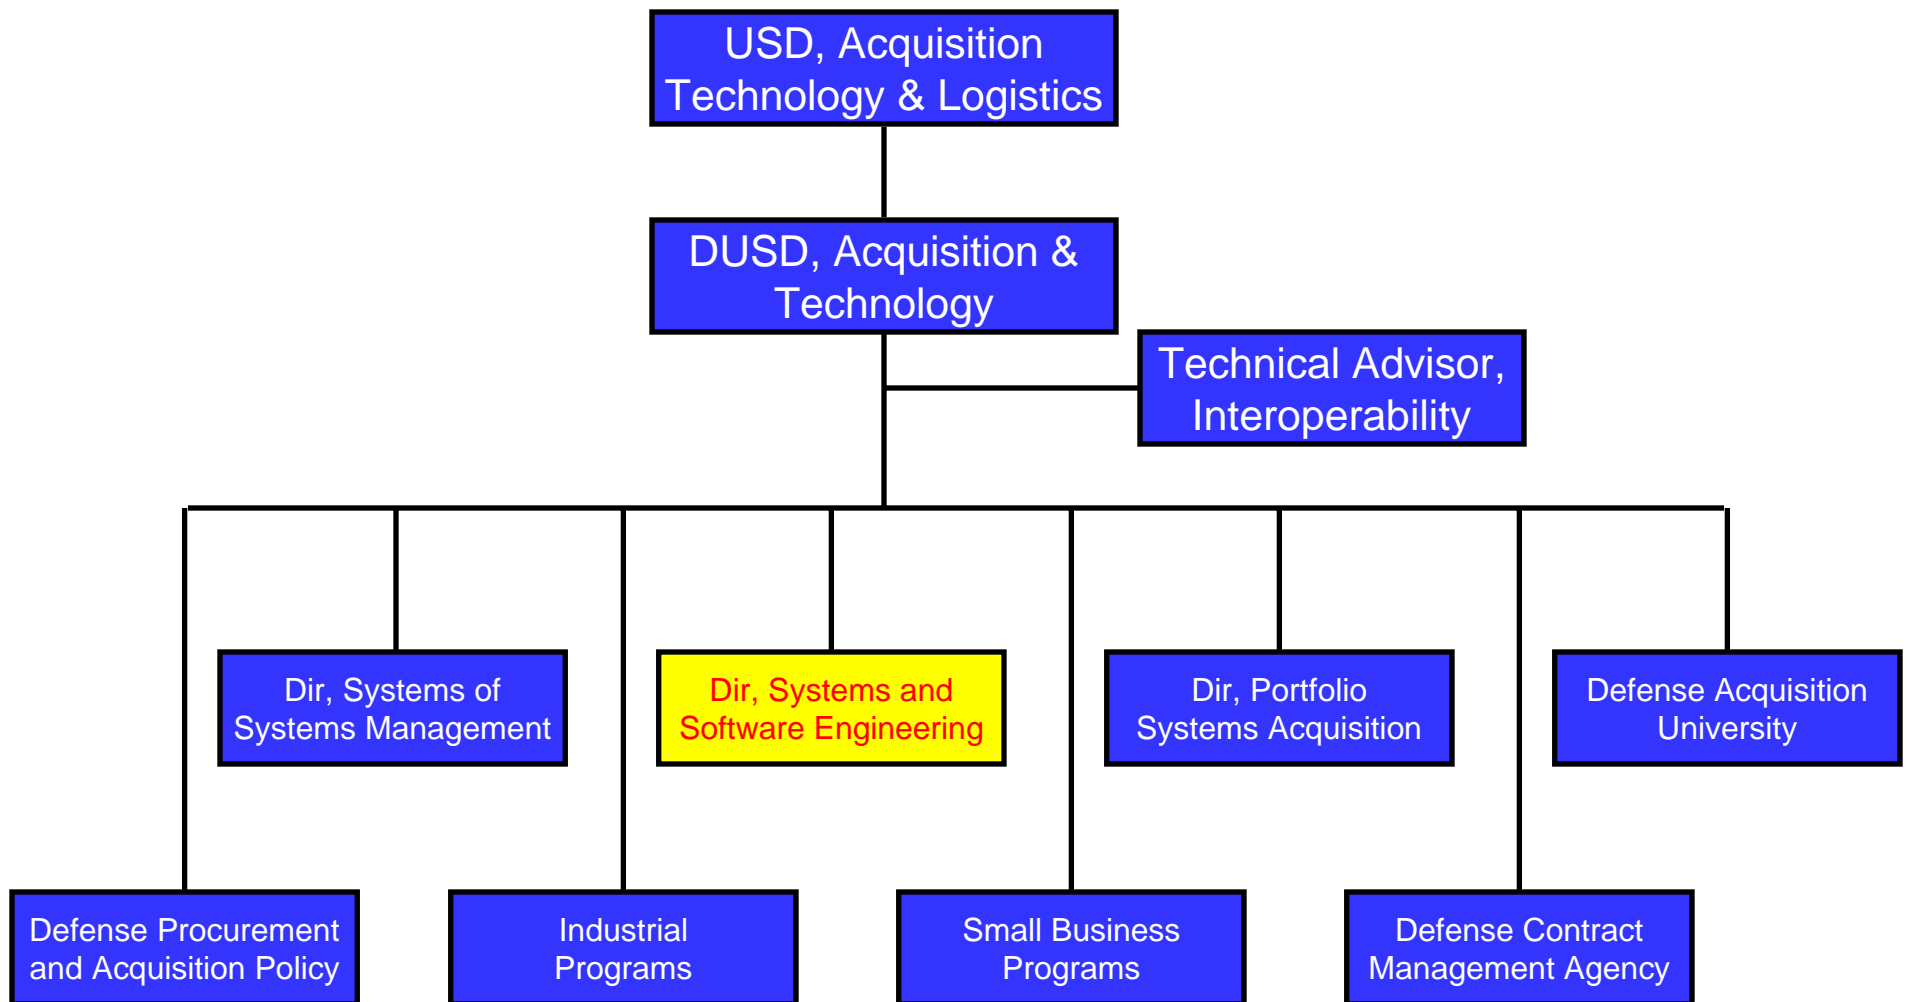 USD, Acquisition
Technology & Logistics
DUSD, Acquisition &
Technology
Technical Advisor,
Interoperability
Dir, Systems of
Systems Management
Dir, Systems and
Software Engineering
Dir, Portfolio
Systems Acquisition
Defense Acquisition
University
Defense Procurement
and Acquisition Policy
Industrial
Programs
Small Business
Programs
Defense Contract
Management Agency